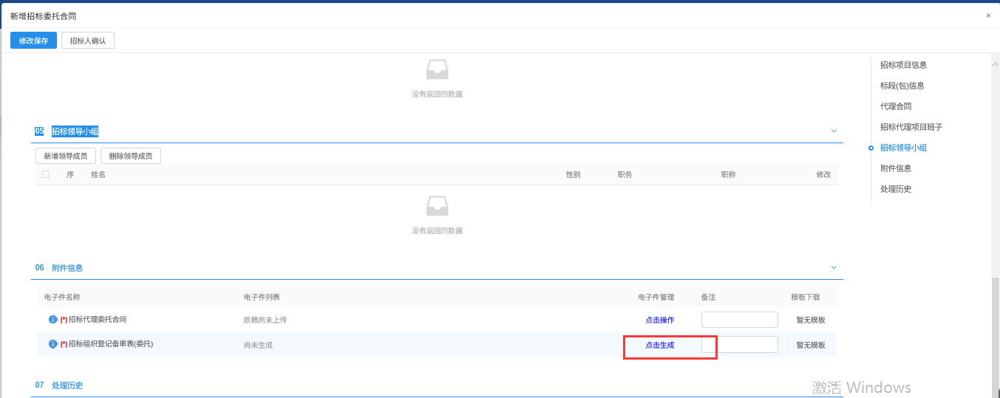 新增招标委托合同 ×
修改保存 招标人确认
没有返回的数据
招标项目信息
标段(包)信息
代理合同
招标代理项目班子
招标领导小组
附件信息
处理历史
05 招标领导小组
新增领导成员 删除领导成员
序 姓名 性别 职务 职称 修改
没有返回的数据
06 附件信息
电子件名称 电子件列表 电子件管理 备注 模板下载
(*)招标代理委托合同 原稿尚未上传 点击操作 暂无模板
(*)招标组织登记备审表(委托) 尚未生成 点击生成 暂无模板
07 处理历史
激活 Windows